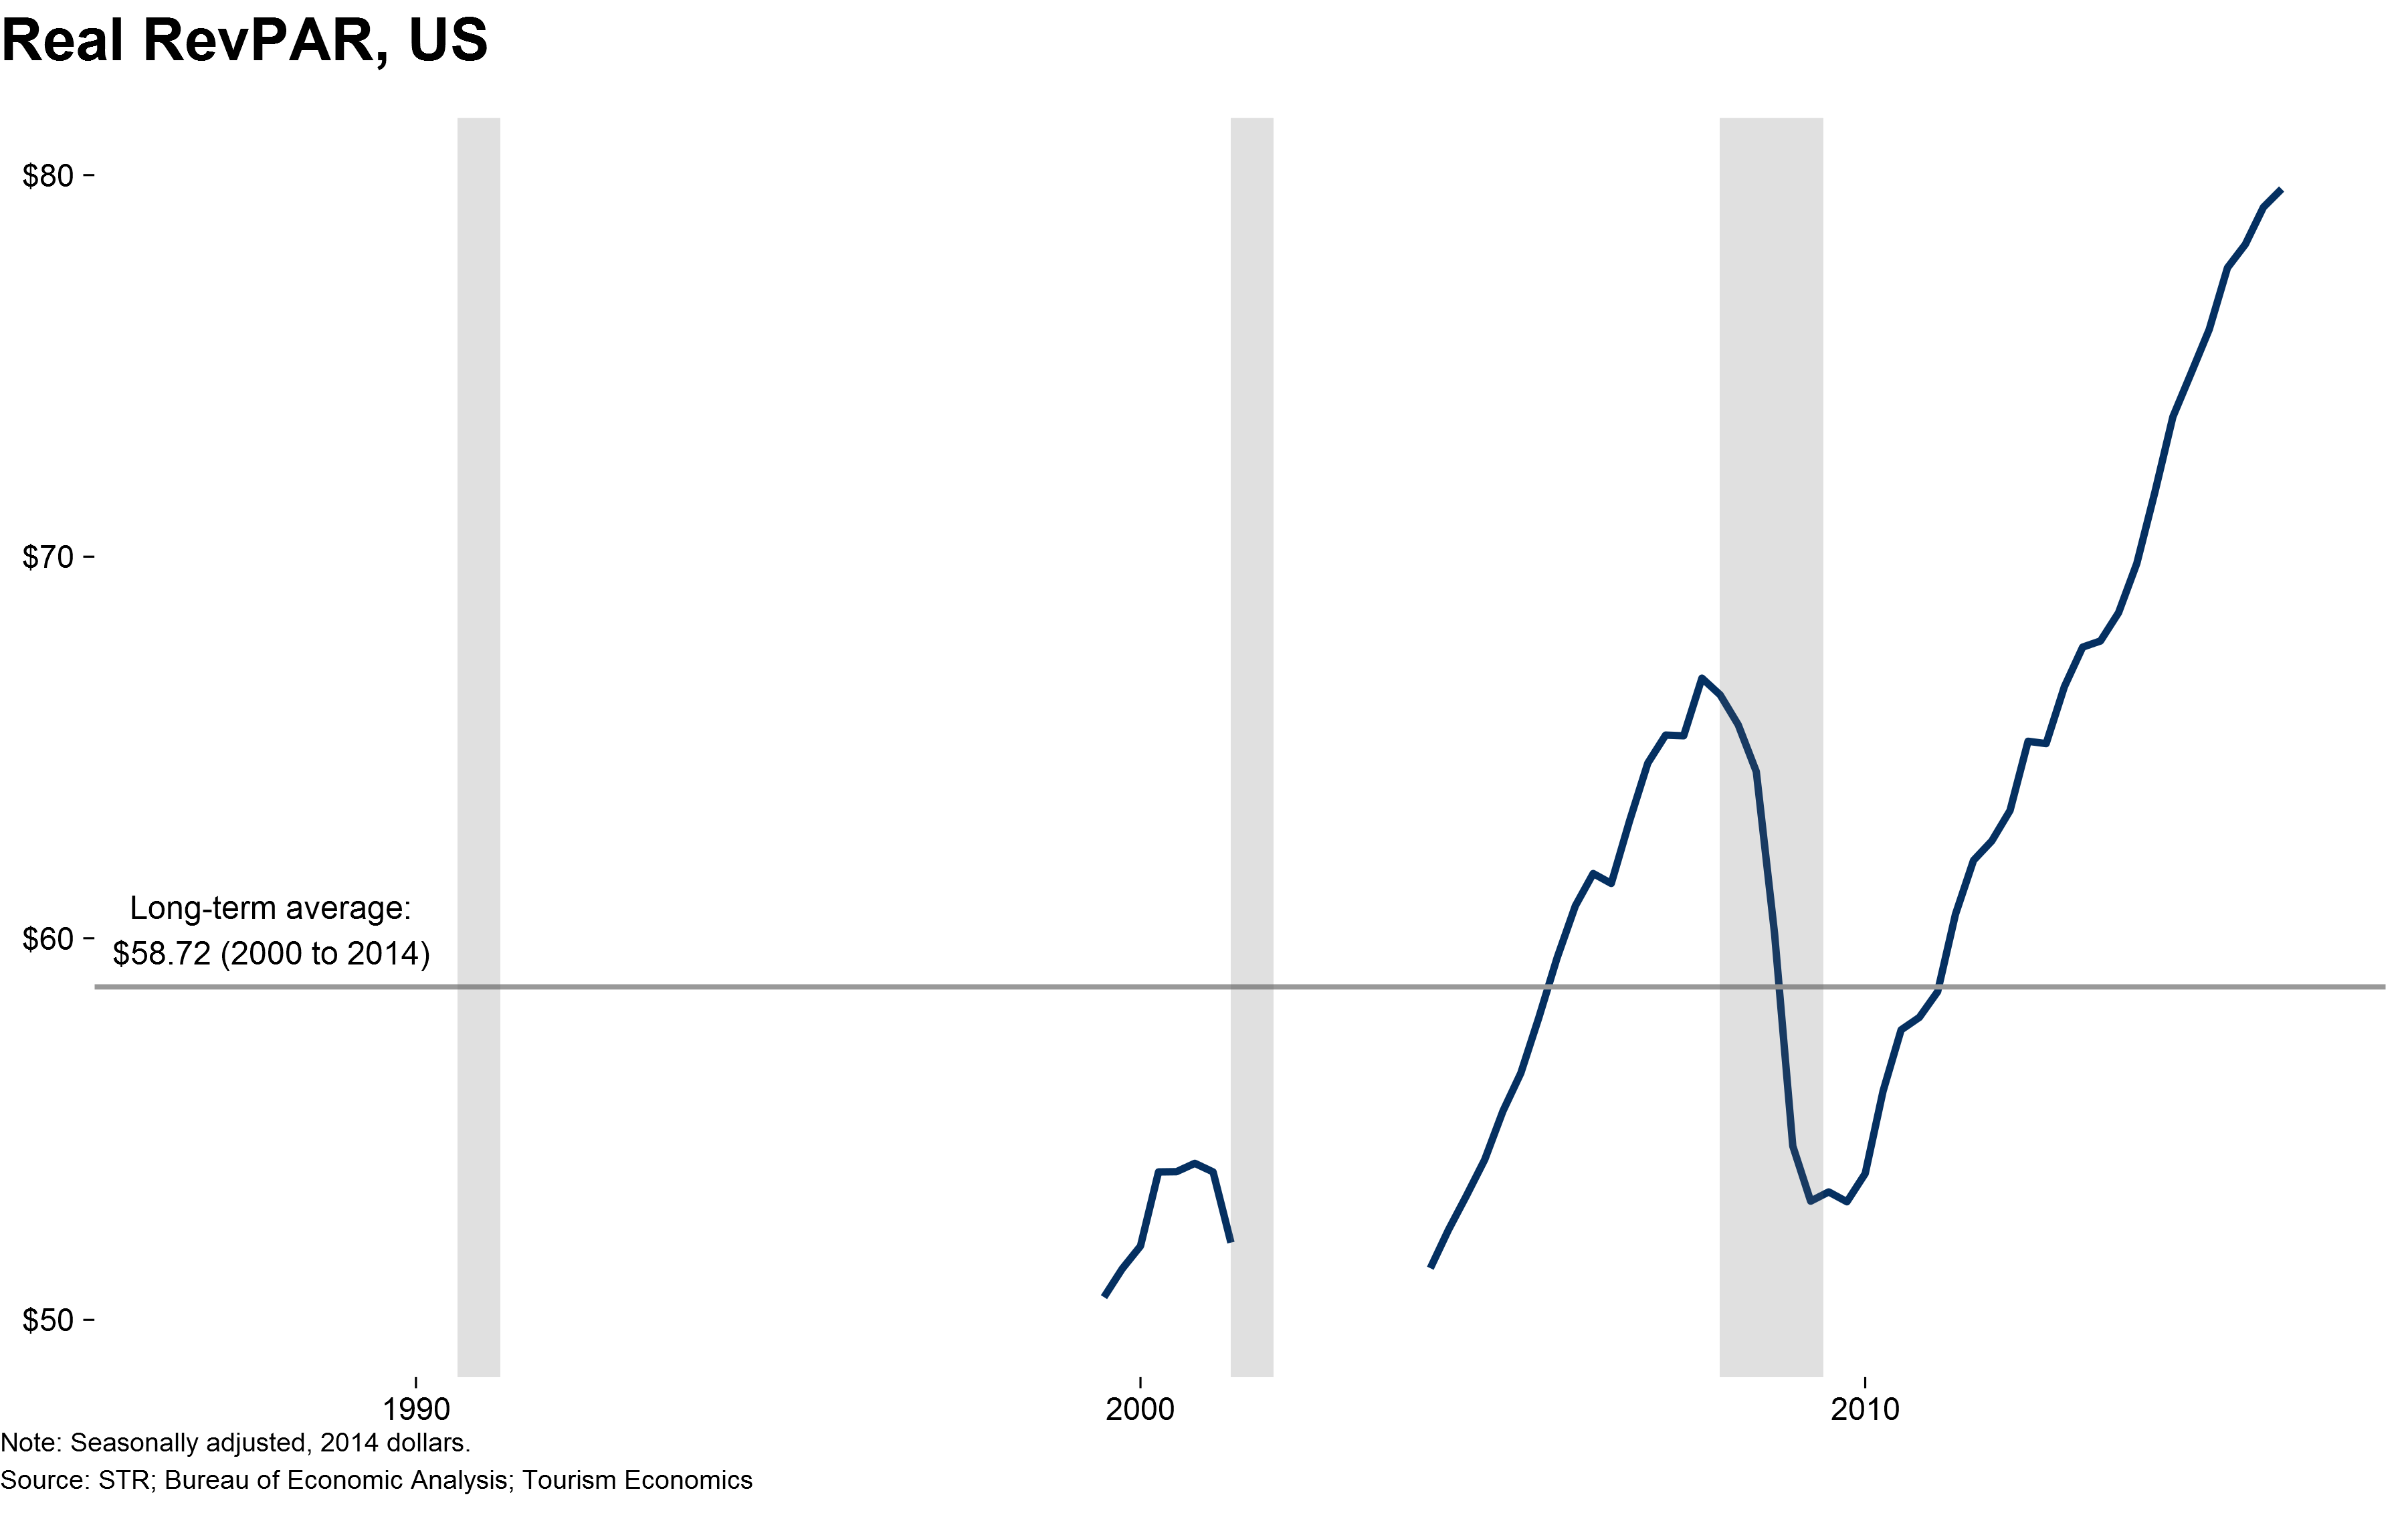 Real RevPAR, US
$80
$70
Long-term average:
$60
$58.72 (2000 to 2014)
$50
1990 2000 2010
Note: Seasonally adjusted, 2014 dollars.
Source: STR; Bureau of Economic Analysis; Tourism Economics